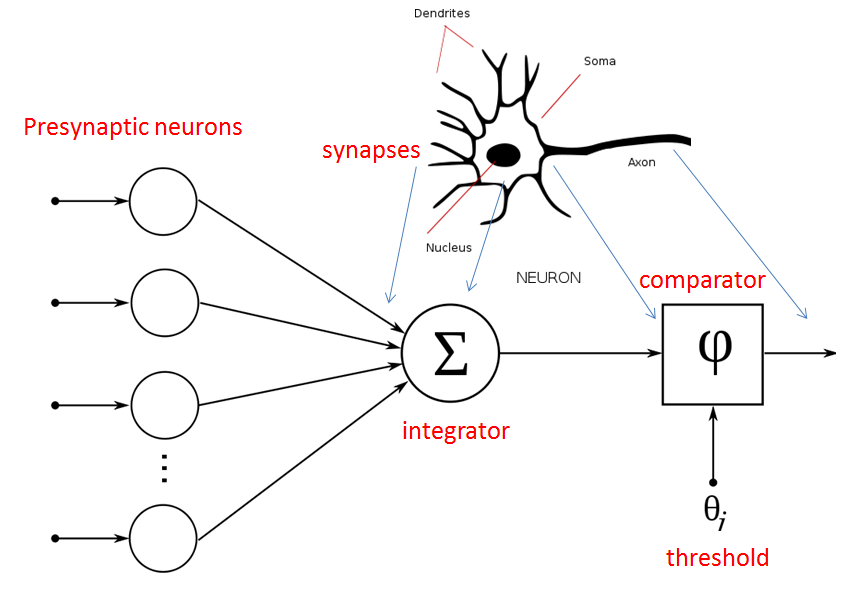 Dendrites
Soma
Presynaptic neurons
synapses
Axon
Nucleus
NEURON
comparator
Σ
φ
integrator
θi
threshold